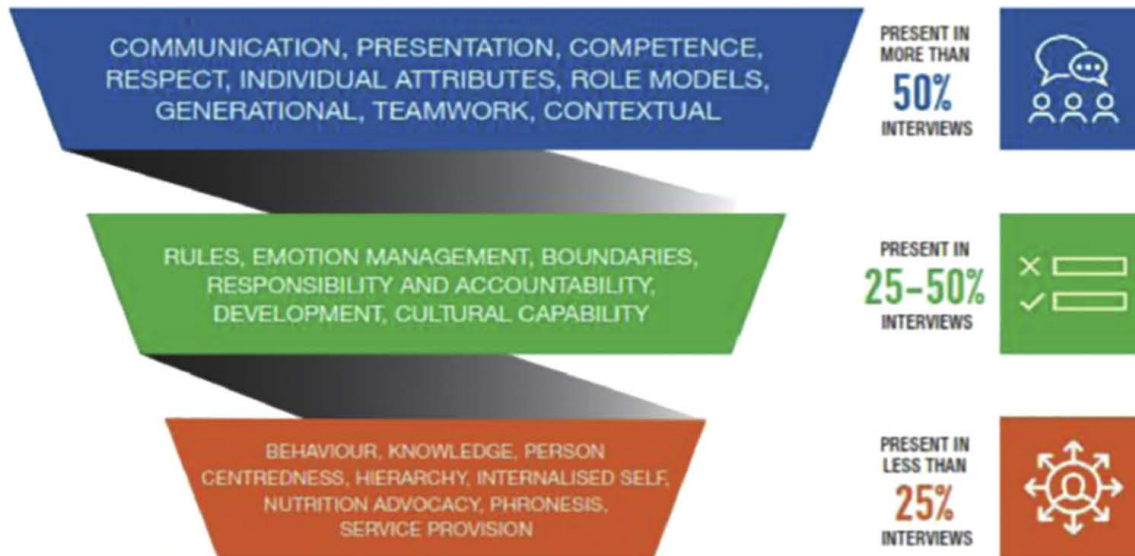 COMMUNICATION, PRESENTATION, COMPETENCE,
RESPECT, INDIVIDUAL ATTRIBUTES, ROLE MODELS,
GENERATIONAL, TEAMWORK, CONTEXTUAL
PRESENT IN
MORE THAN
50%
INTERVIEWS
RULES, EMOTION MANAGEMENT, BOUNDARIES,
RESPONSIBILITY AND ACCOUNTABILITY,
DEVELOPMENT, CULTURAL CAPABILITY
PRESENT IN
25–50%
INTERVIEWS
BEHAVIOUR, KNOWLEDGE, PERSON
CENTREDNESS, HIERARCHY, INTERNALISED SELF,
NUTRITION ADVOCACY, PHRONESIS,
SERVICE PROVISION
PRESENT IN
LESS THAN
25%
INTERVIEWS